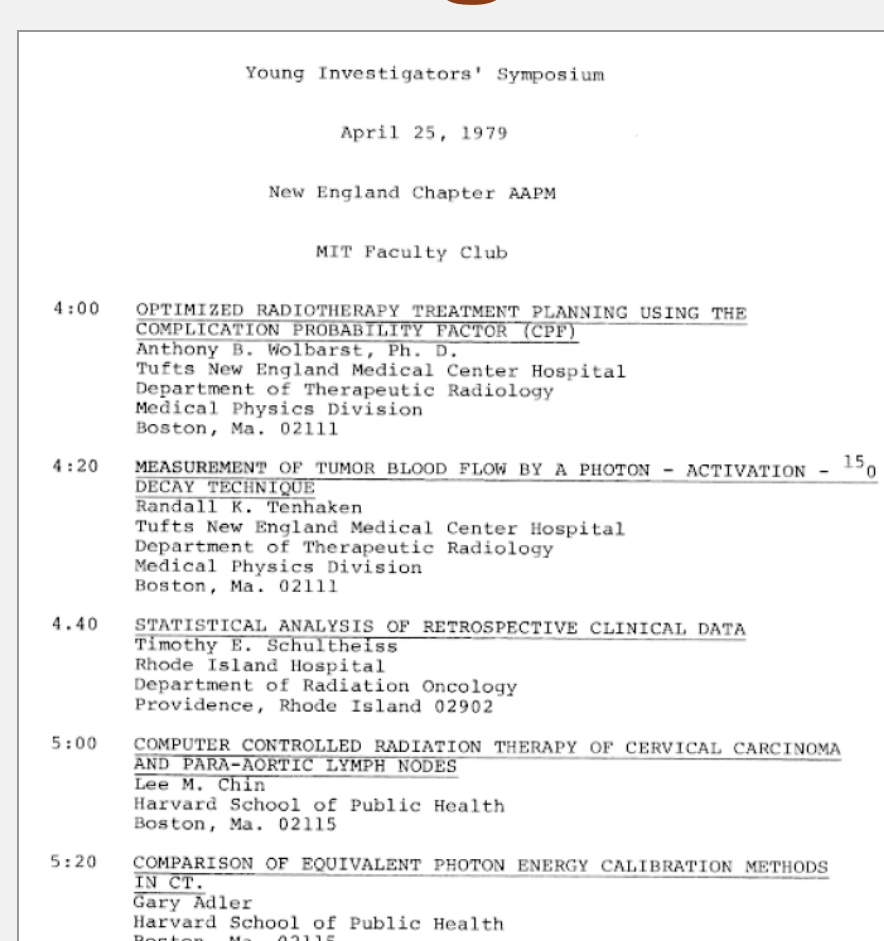 Young Investigators' Symposium
April 25, 1979
New England Chapter AAPM
MIT Faculty Club
4:00 OPTIMIZED RADIOTHERAPY TREATMENT PLANNING USING THE
COMPLICATION PROBABILITY FACTOR (CPF)
Anthony B. Wolbarst, Ph. D.
Tufts New England Medical Center Hospital
Department of Therapeutic Radiology
Medical Physics Division
Boston, Ma. 02111
4:20 MEASUREMENT OF TUMOR BLOOD FLOW BY A PHOTON - ACTIVATION - 15O
DECAY TECHNIQUE
Randall K. Tenhaken
Tufts New England Medical Center Hospital
Department of Therapeutic Radiology
Medical Physics Division
Boston, Ma. 02111
4.40 STATISTICAL ANALYSIS OF RETROSPECTIVE CLINICAL DATA
Timothy E. Schultheiss
Rhode Island Hospital
Department of Radiation Oncology
Providence, Rhode Island 02902
5:00 COMPUTER CONTROLLED RADIATION THERAPY OF CERVICAL CARCINOMA
AND PARA-AORTIC LYMPH NODES
Lee M. Chin
Harvard School of Public Health
Boston, Ma. 02115
5:20 COMPARISON OF EQUIVALENT PHOTON ENERGY CALIBRATION METHODS
IN CT.
Gary Adler
Harvard School of Public Health
Boston, Ma. 02115